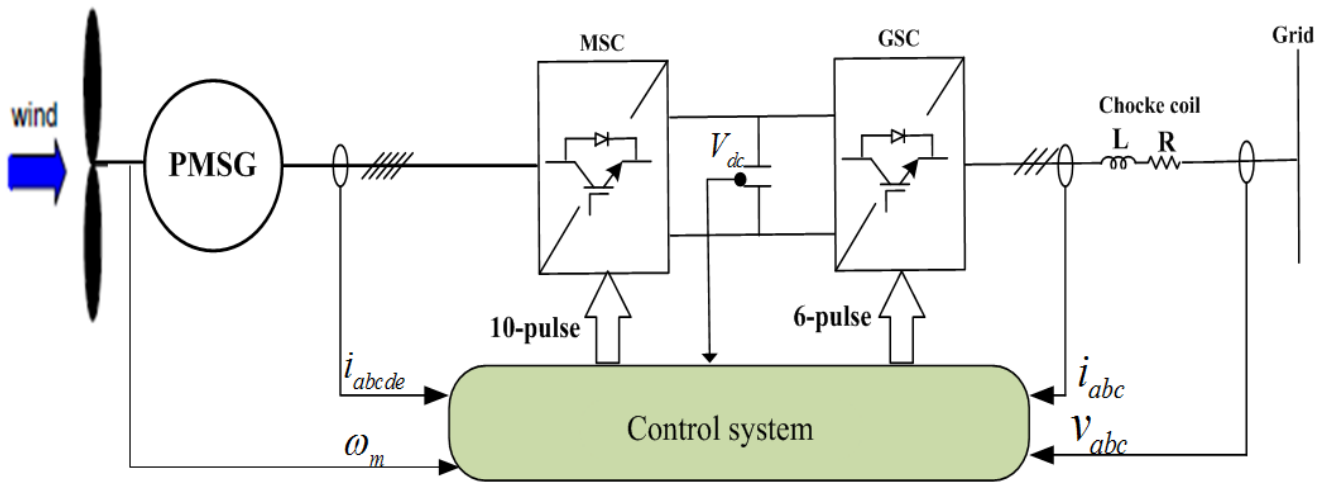 MSC
GSC
Grid
wind
PMSG
V_dc
Chocke coil
L R
10-pulse
6-pulse
i_abcde
i_abc
Control system
v_abc
ω_m